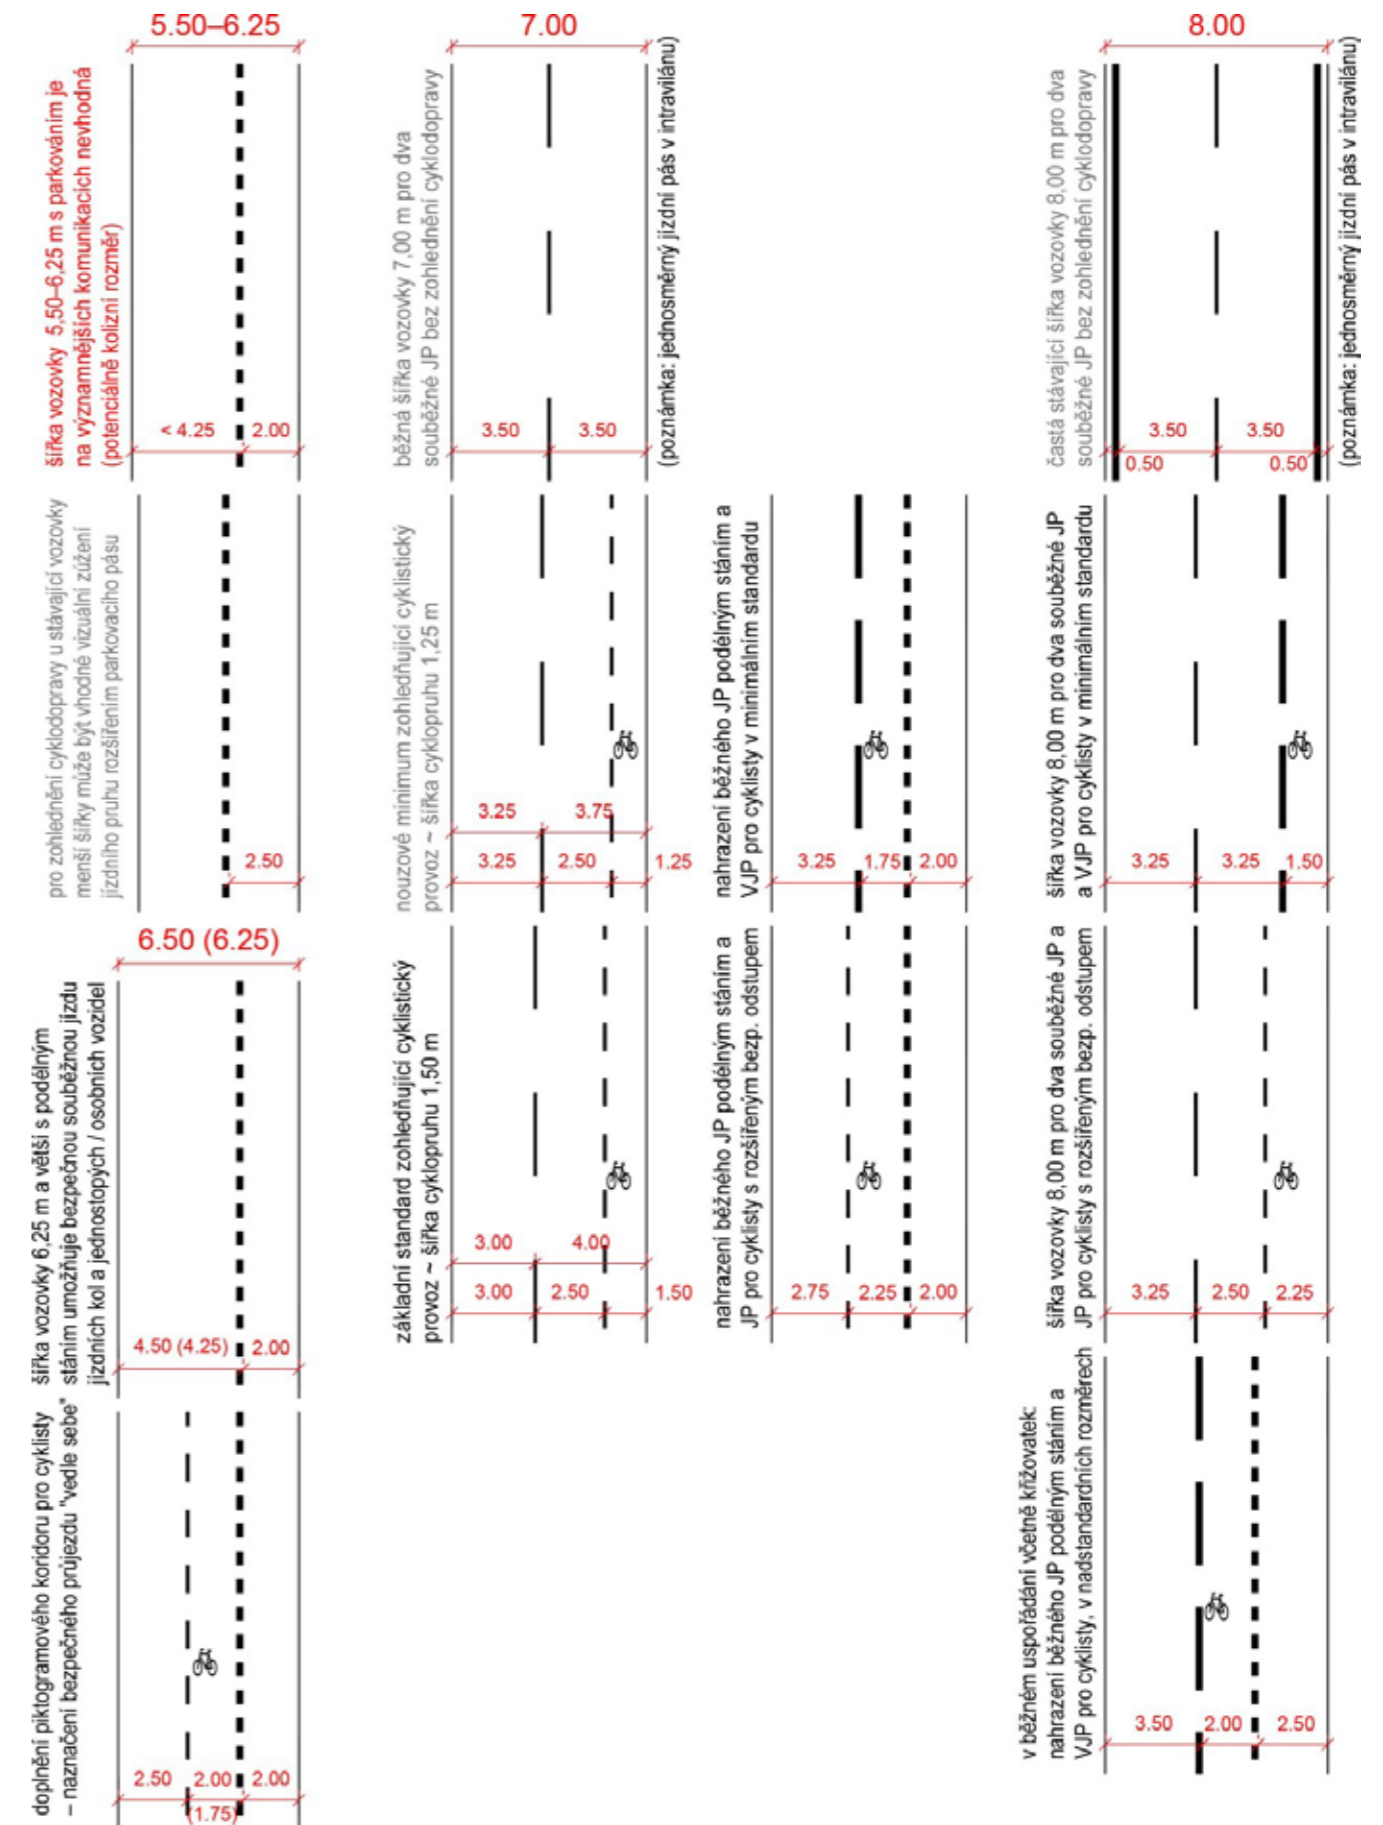 5.50–6.25
šířka vozovky 5,50–6,25 m s parkováním je
na významnějších komunikacích nevhodná
(potenciálně kolizní rozměr)
< 4.25
2.00
pro zohlednění cyklodopravy u stávající vozovky
menší šířky může být vhodné vizuální zúžení
jízdního pruhu rozšířením parkovacího pásu
2.50
6.50 (6.25)
šířka vozovky 6,25 m a větší s podélným
stáním umožňuje bezpečnou souběžnou jízdu
jízdních kol a jednostopých / osobních vozidel
4.50 (4.25)
2.00
doplnění piktogramového koridoru pro cyklisty
– naznačení bezpečného průjezdu "vedle sebe"
2.50
2.00
2.00
(1.75)
7.00
běžná šířka vozovky 7,00 m pro dva
souběžné JP bez zohlednění cyklodopravy
3.50
3.50
(poznámka: jednosměrný jízdní pás v intravilánu)
nouzové minimum zohledňující cyklistický
provoz ~ šířka cyklopruhu 1,25 m
3.25
3.75
3.25
2.50
1.25
nahrazení běžného JP podélným stáním a
VJP pro cyklisty v minimálním standardu
3.25
1.75
2.00
základní standard zohledňující cyklistický
provoz ~ šířka cyklopruhu 1,50 m
3.00
4.00
3.00
2.50
1.50
nahrazení běžného JP podélným stáním a
JP pro cyklisty s rozšířeným bezp. odstupem
2.75
2.25
2.00
8.00
častá stávající šířka vozovky 8,00 m pro dva
souběžné JP bez zohlednění cyklodopravy
3.50
3.50
0.50
0.50
(poznámka: jednosměrný jízdní pás v intravilánu)
šířka vozovky 8,00 m pro dva souběžné JP
a VJP pro cyklisty v minimálním standardu
3.25
3.25
1.50
šířka vozovky 8,00 m pro dva souběžné JP a
JP pro cyklisty s rozšířeným bezp. odstupem
3.25
2.50
2.25
v běžném uspořádání včetně křižovatek:
nahrazení běžného JP podélným stáním a
VJP pro cyklisty, v nadstandardních rozměrech
3.50
2.00
2.50